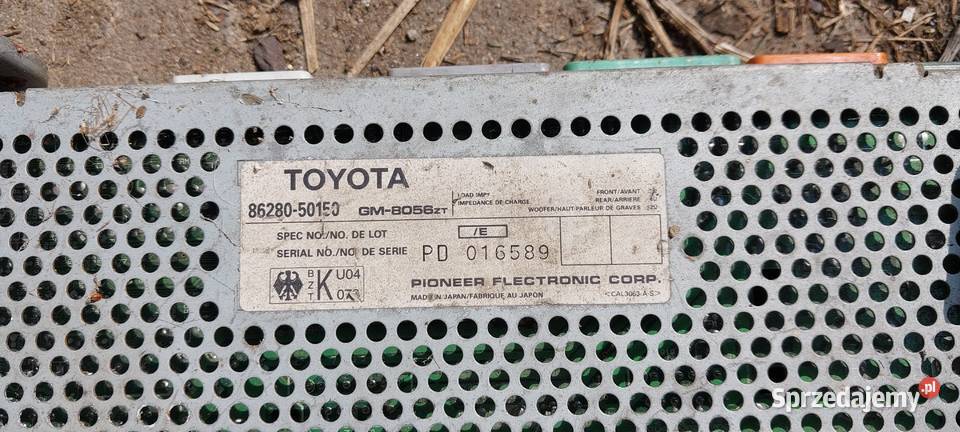 TOYOTA
86280-50150 GM-8056ZT
LOAD IMP
IMPEDANCE DE CHARGE
FRONT/AVANT
REAR/ARRIERE
WOOFER/HAUT-PARLEUR DE GRAVES
SPEC NO./NO. DE LOT /E
SERIAL NO./NO. DE SERIE PD 016589
BZT K U04
PIONEER ELECTRONIC CORP.
MADE IN JAPAN/FABRIQUE AU JAPON <CAL3063-A-S>
Sprzedajemy.pl